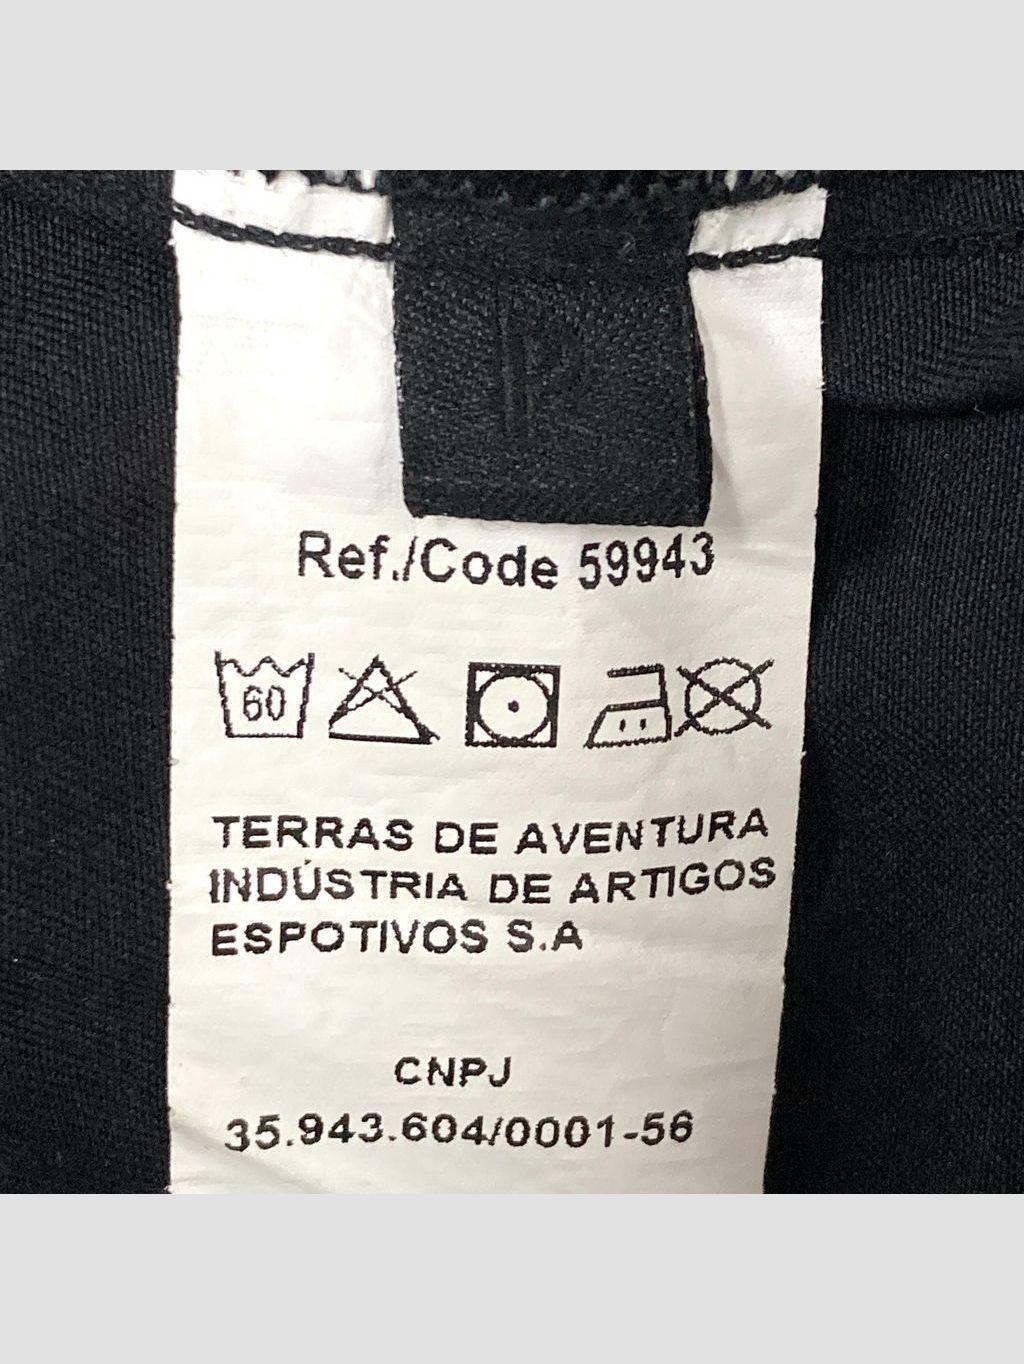 P
Ref./Code 59943
60
TERRAS DE AVENTURA
INDÚSTRIA DE ARTIGOS
ESPOTIVOS S.A
CNPJ
35.943.604/0001-56